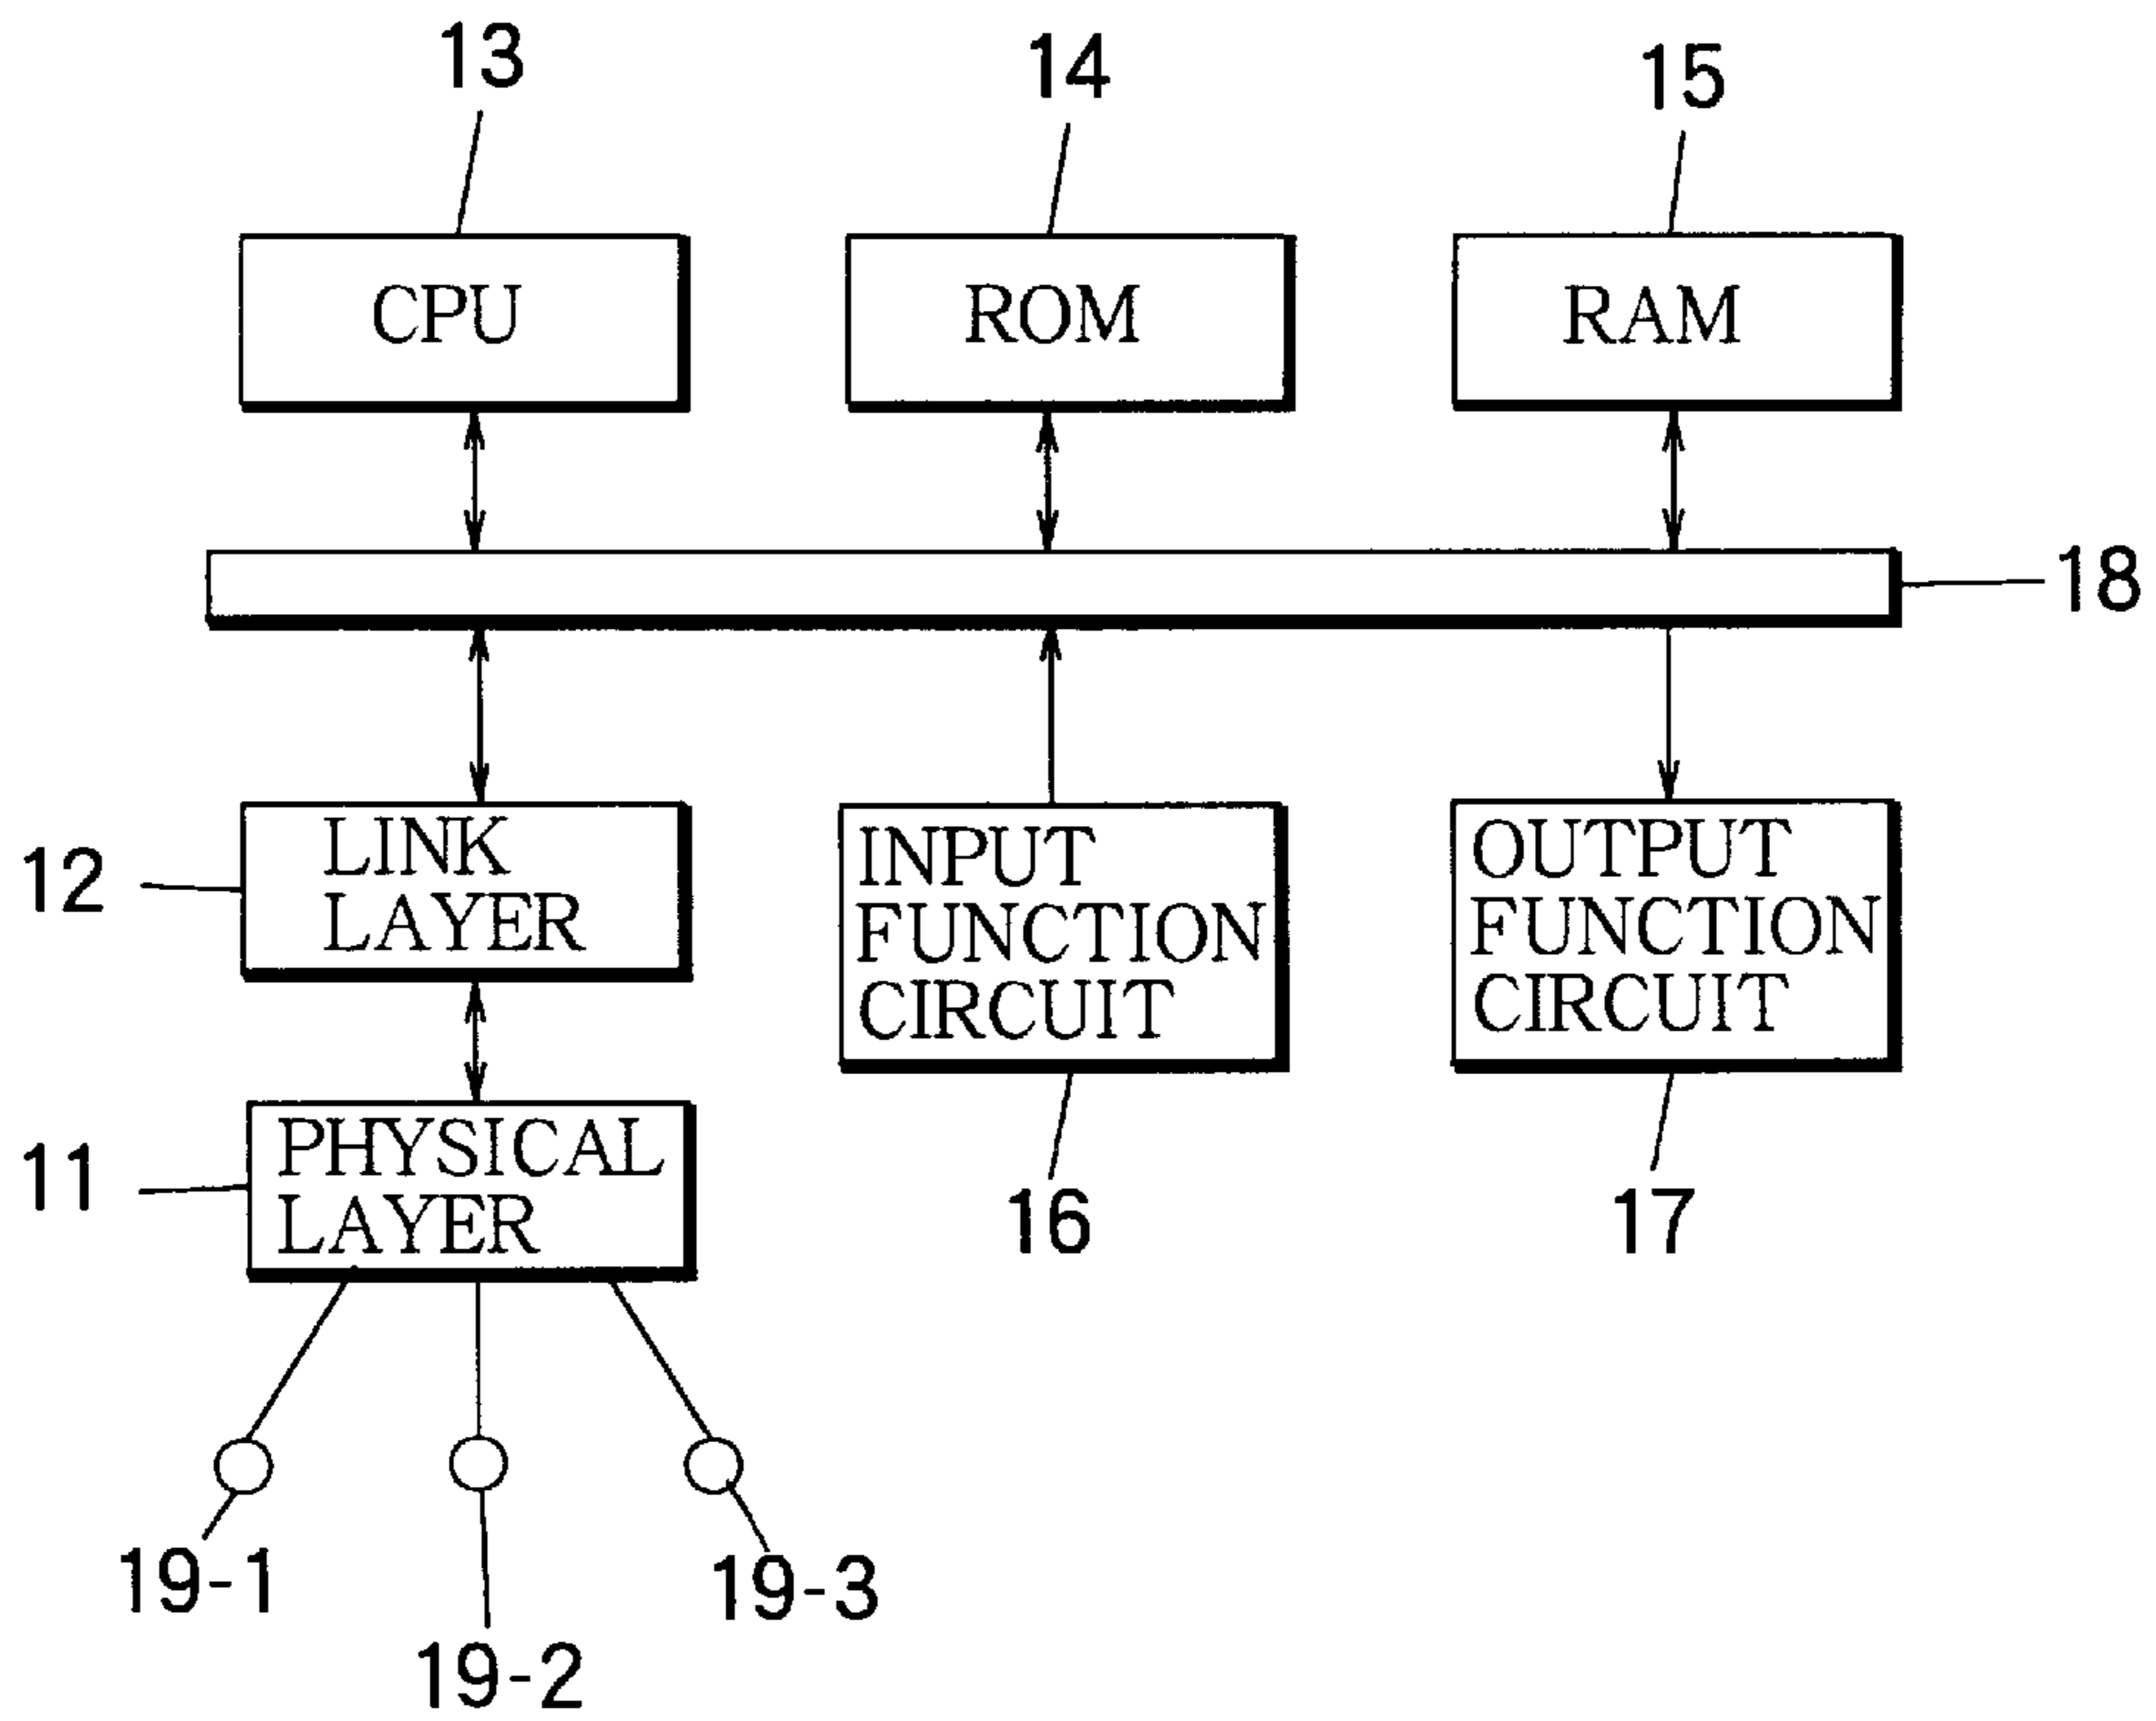 13
14
15
CPU
ROM
RAM
18
12
LINK
LAYER
INPUT
FUNCTION
CIRCUIT
OUTPUT
FUNCTION
CIRCUIT
11
PHYSICAL
LAYER
16
17
19-1
19-2
19-3